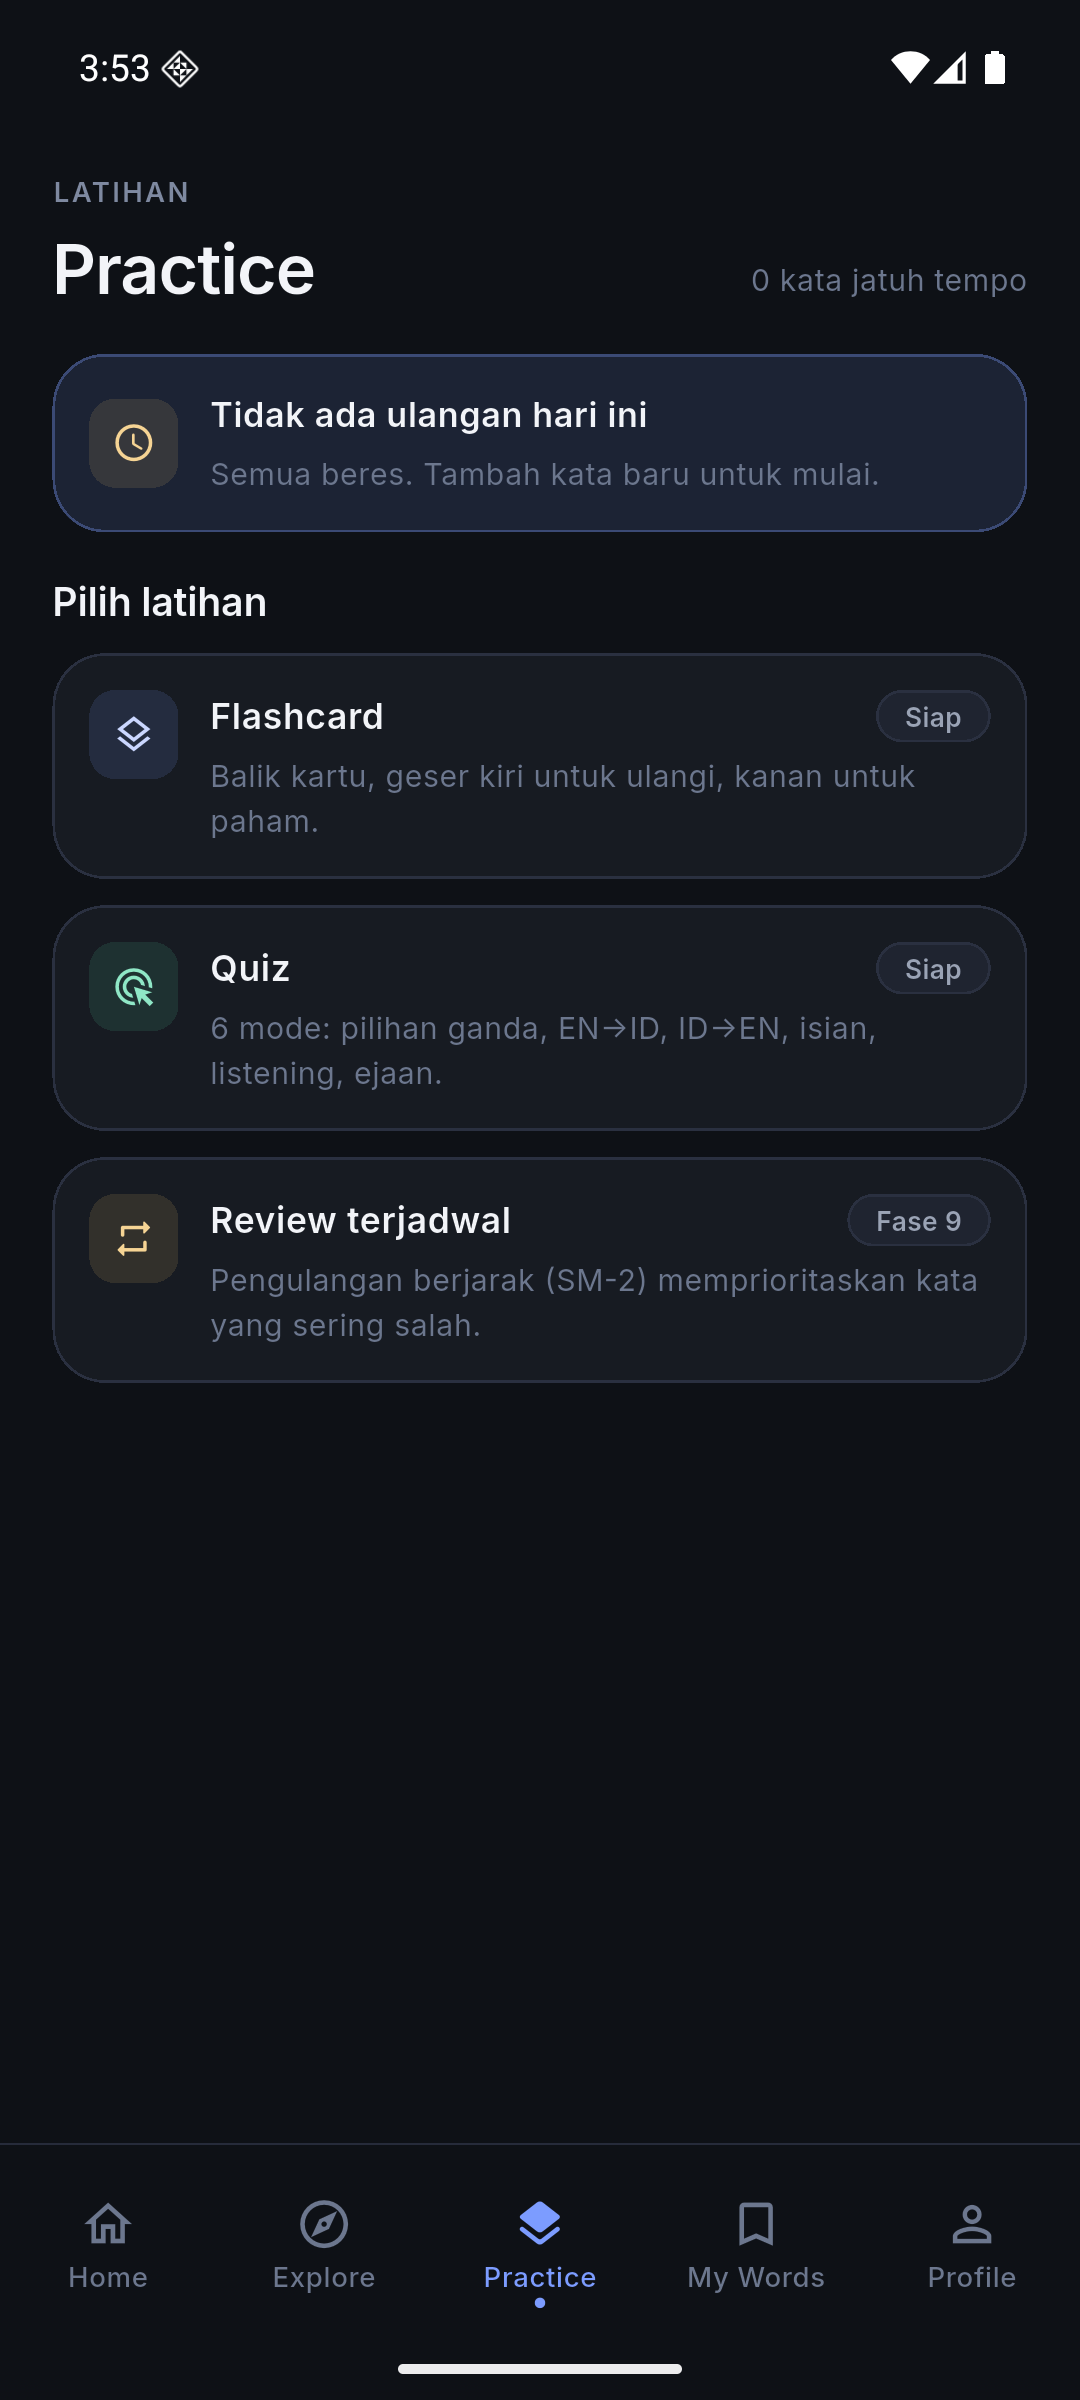 3:53
LATIHAN
Practice
0 kata jatuh tempo
Tidak ada ulangan hari ini
Semua beres. Tambah kata baru untuk mulai.
Pilih latihan
Flashcard
Siap
Balik kartu, geser kiri untuk ulangi, kanan untuk
paham.
Quiz
Siap
6 mode: pilihan ganda, EN→ID, ID→EN, isian,
listening, ejaan.
Review terjadwal
Fase 9
Pengulangan berjarak (SM-2) memprioritaskan kata
yang sering salah.
Home
Explore
Practice
My Words
Profile